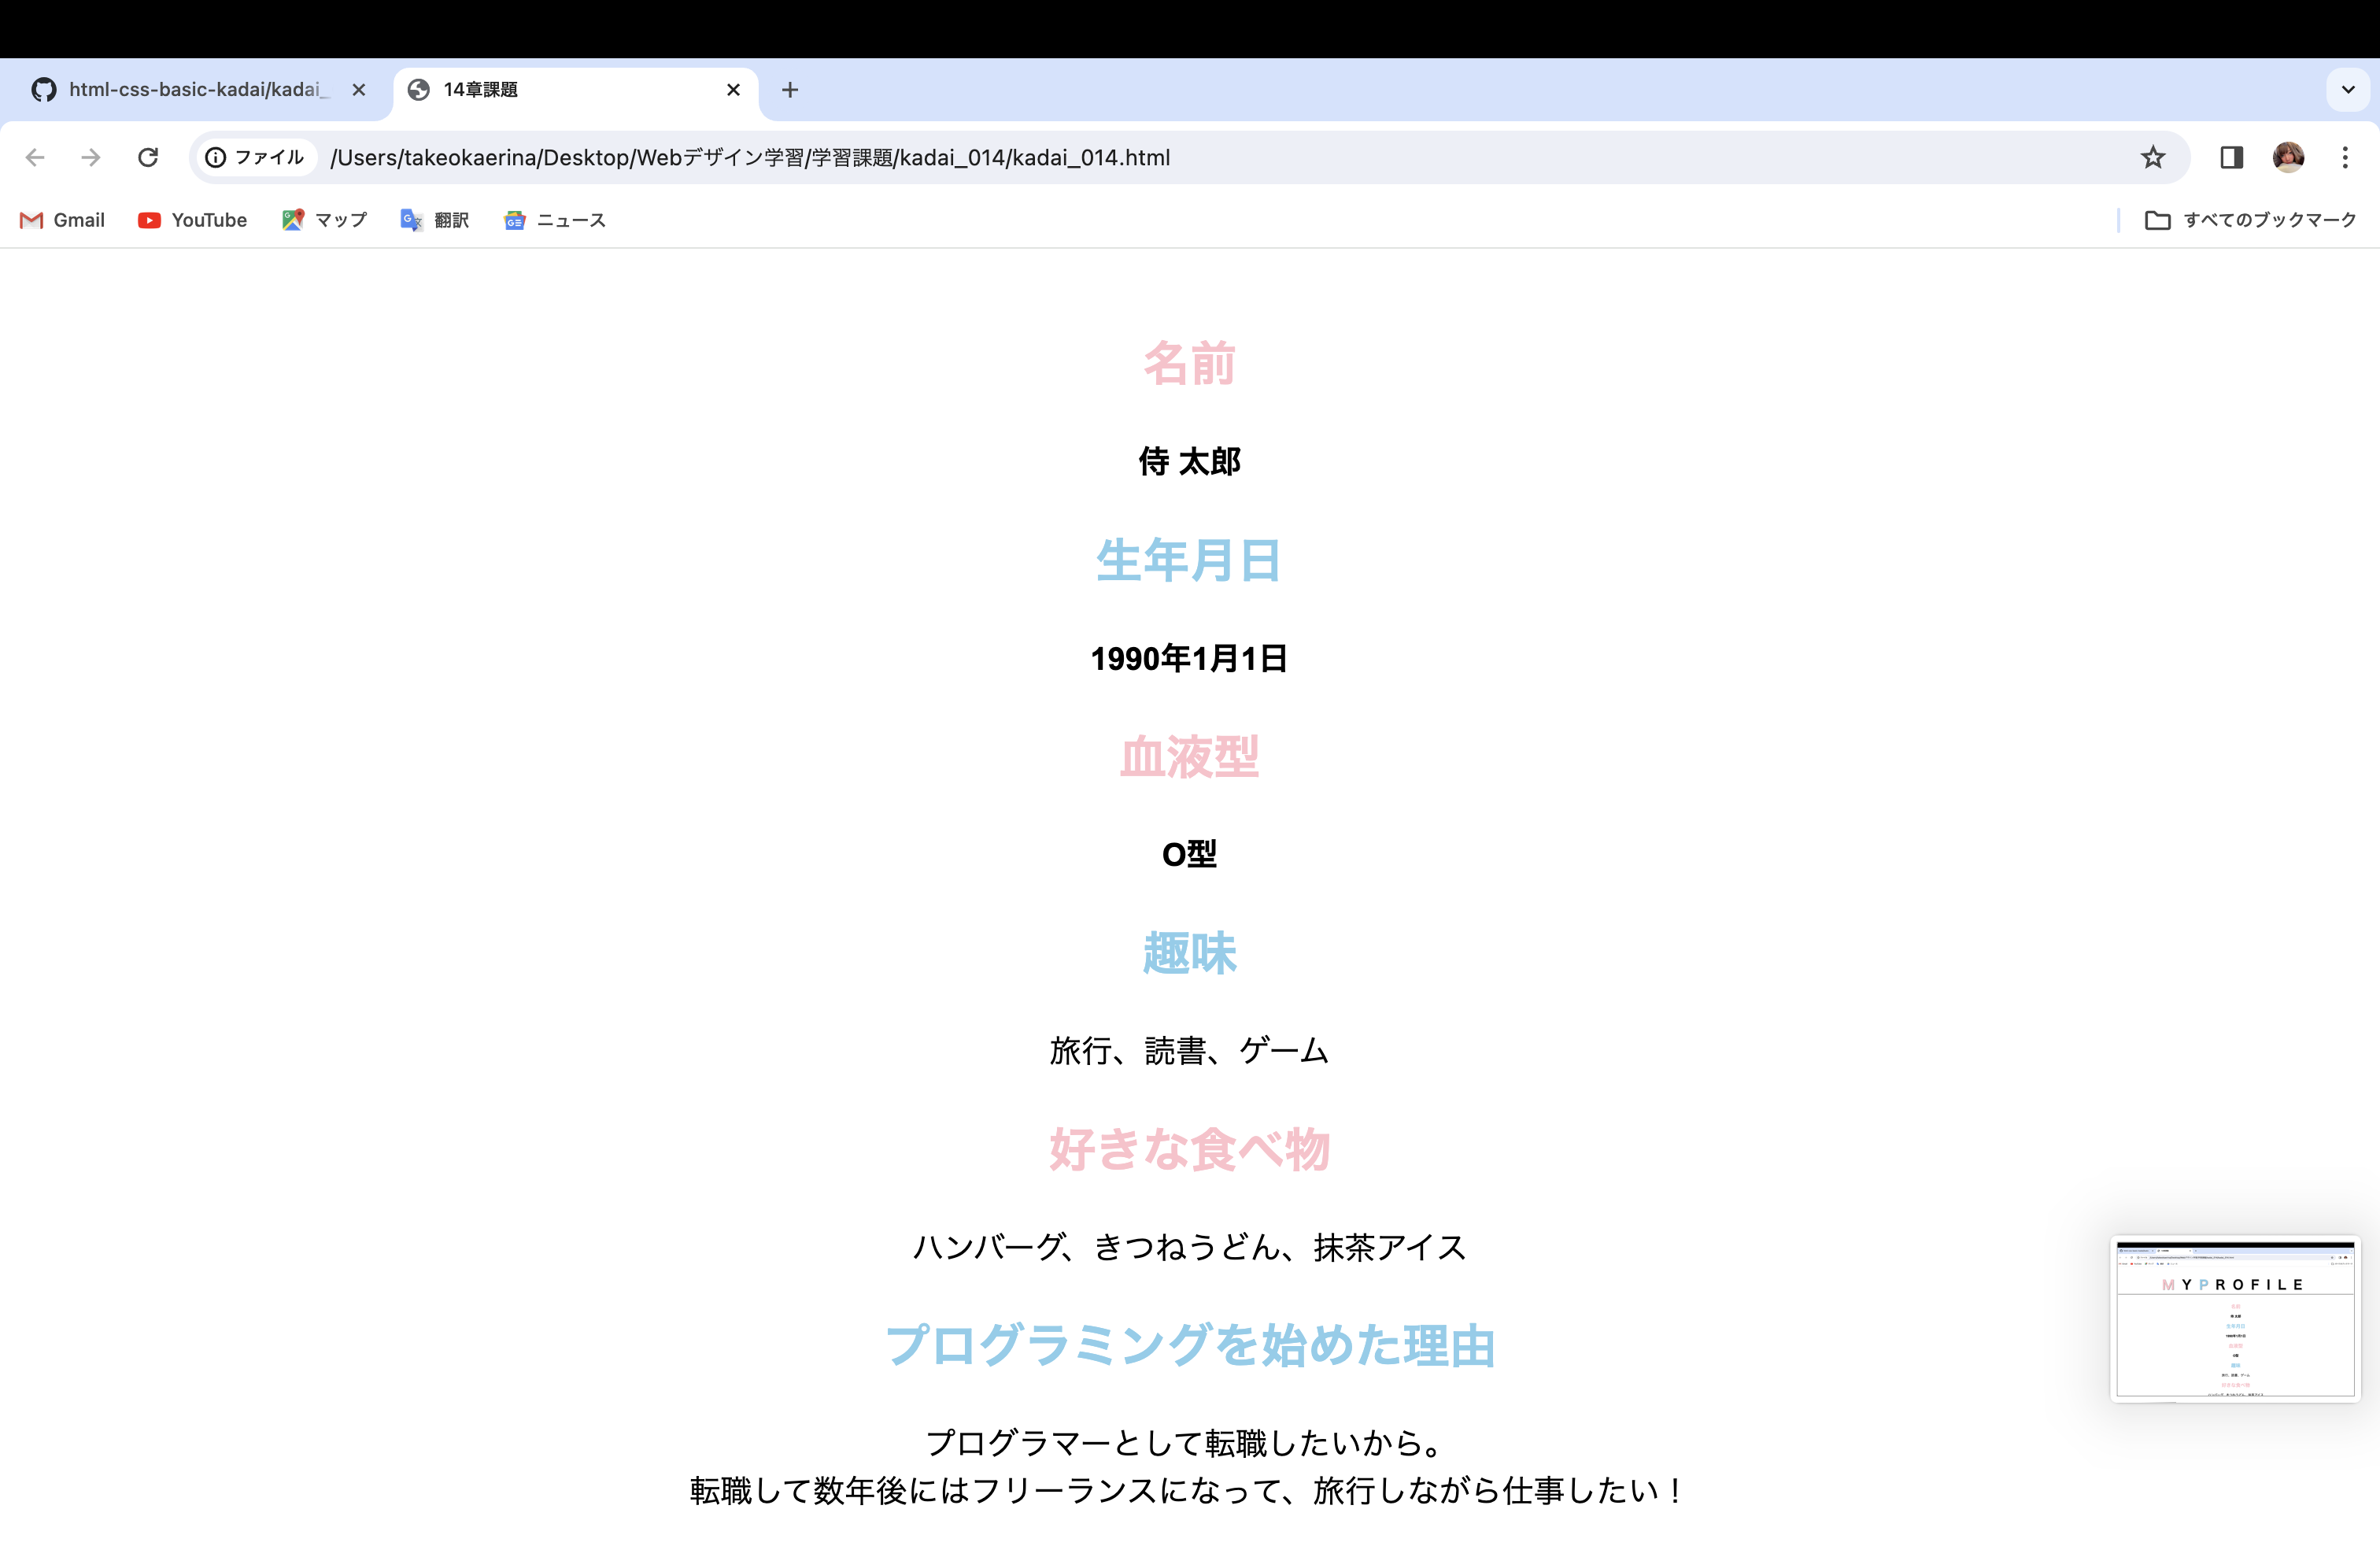 html-css-basic-kadai/kadai_
14章課題
ファイル
/Users/takeokaerina/Desktop/Webデザイン学習/学習課題/kadai_014/kadai_014.html
Gmail
YouTube
マップ
翻訳
ニュース
すべてのブックマーク
名前
侍 太郎
生年月日
1990年1月1日
血液型
O型
趣味
旅行、読書、ゲーム
好きな食べ物
ハンバーグ、きつねうどん、抹茶アイス
プログラミングを始めた理由
プログラマーとして転職したいから。
転職して数年後にはフリーランスになって、旅行しながら仕事したい！
MYPROFILE